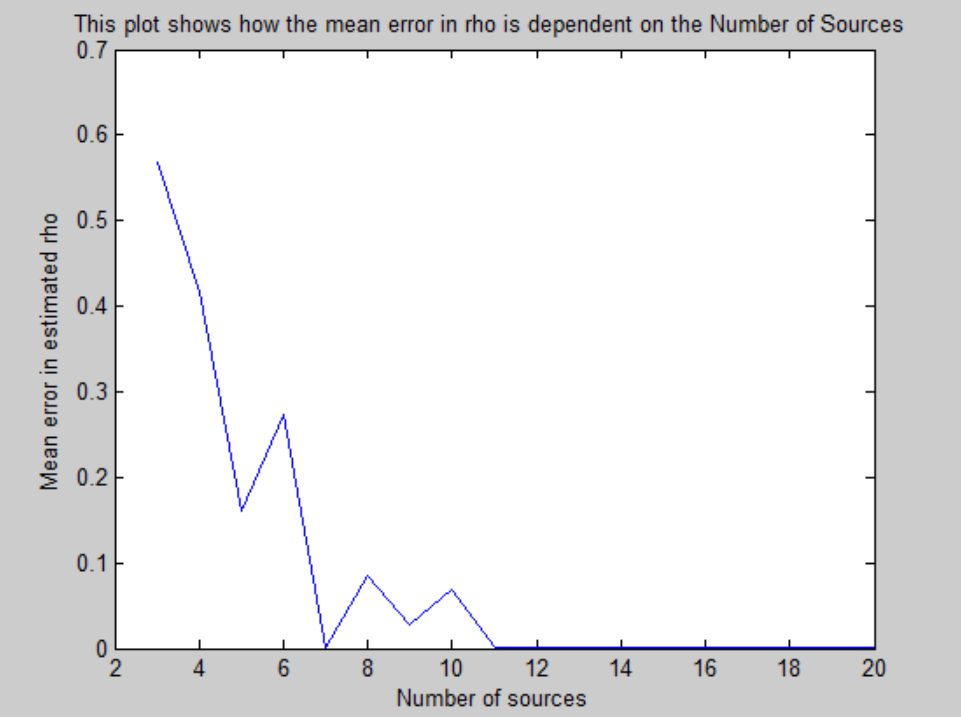 This plot shows how the mean error in rho is dependent on the Number of Sources
0.7
0.6
0.5
0.4
0.3
0.2
0.1
0
Mean error in estimated rho
2 4 6 8 10 12 14 16 18 20
Number of sources